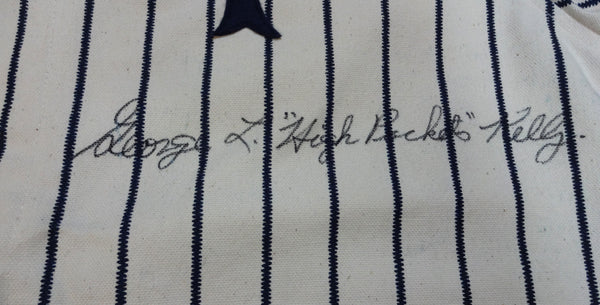 George L. "High Pockets" Kelly.